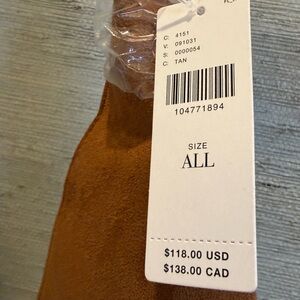 C: 4151
V: 091031
S: 0000054
C: TAN
104771894
SIZE
ALL
$118.00 USD
$138.00 CAD